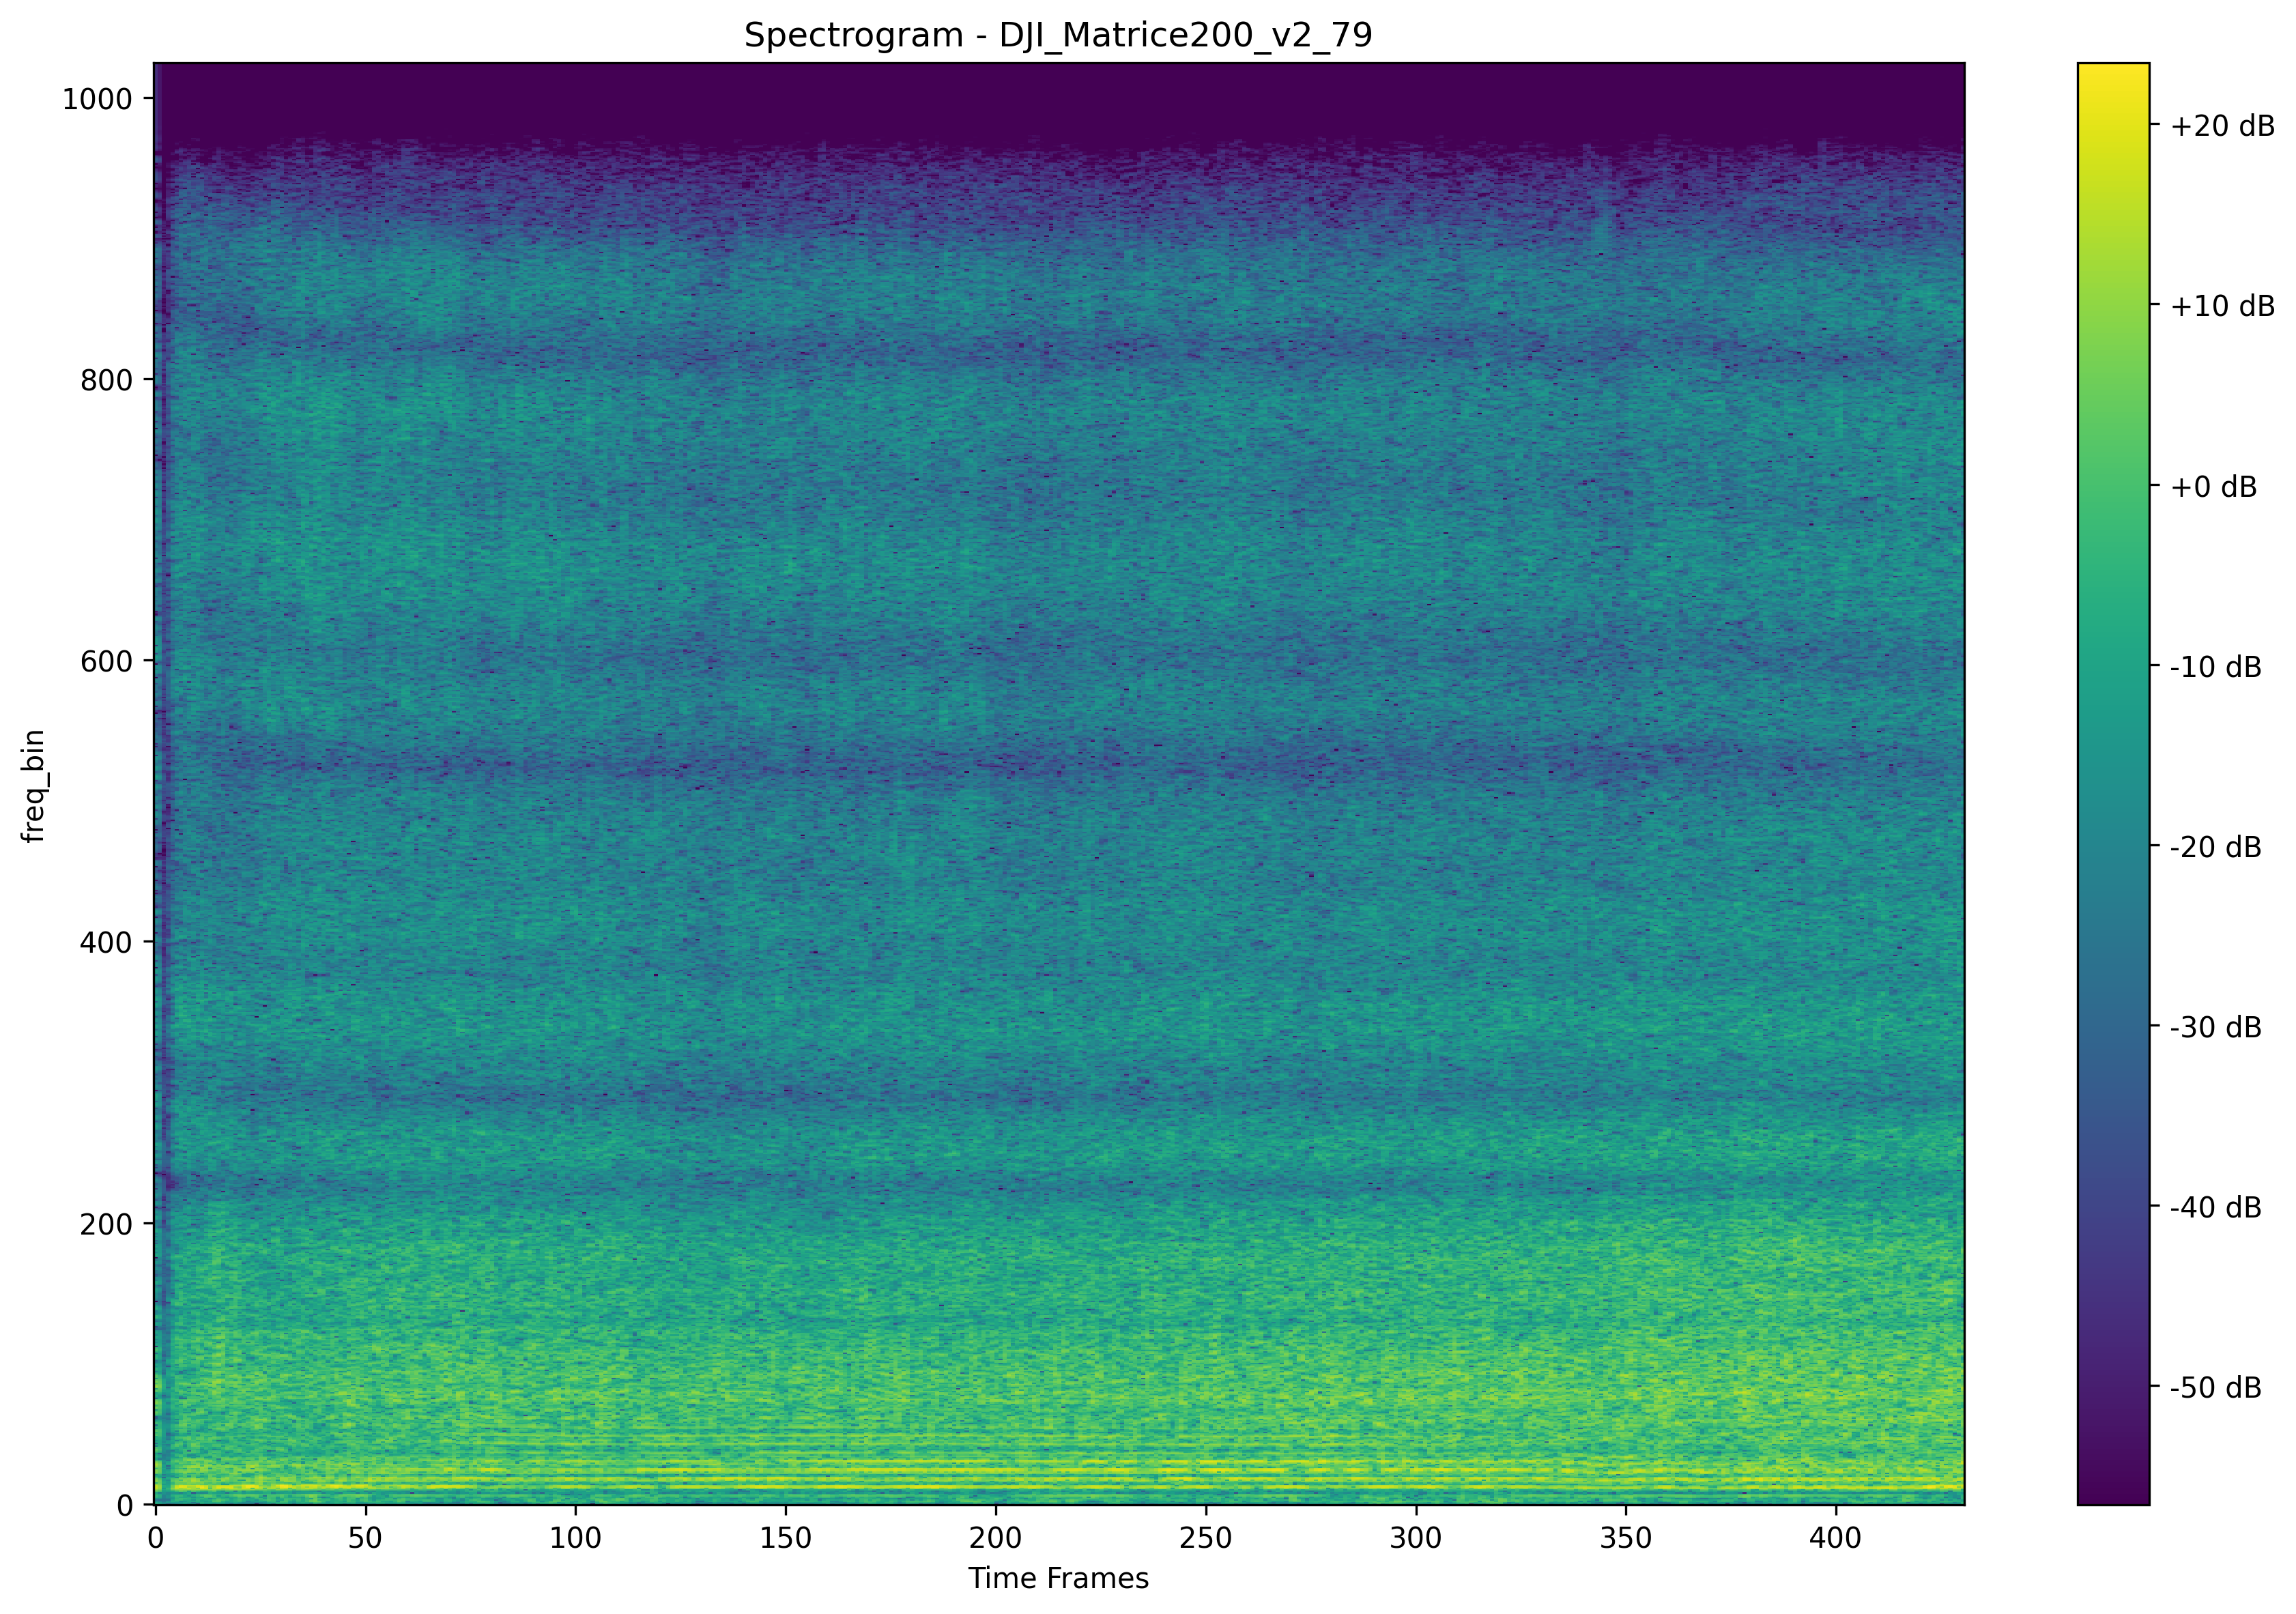 Spectrogram - DJI_Matrice200_v2_79
1000
800
600
400
200
0
freq_bin
0 50 100 150 200 250 300 350 400
Time Frames
+20 dB
+10 dB
+0 dB
-10 dB
-20 dB
-30 dB
-40 dB
-50 dB